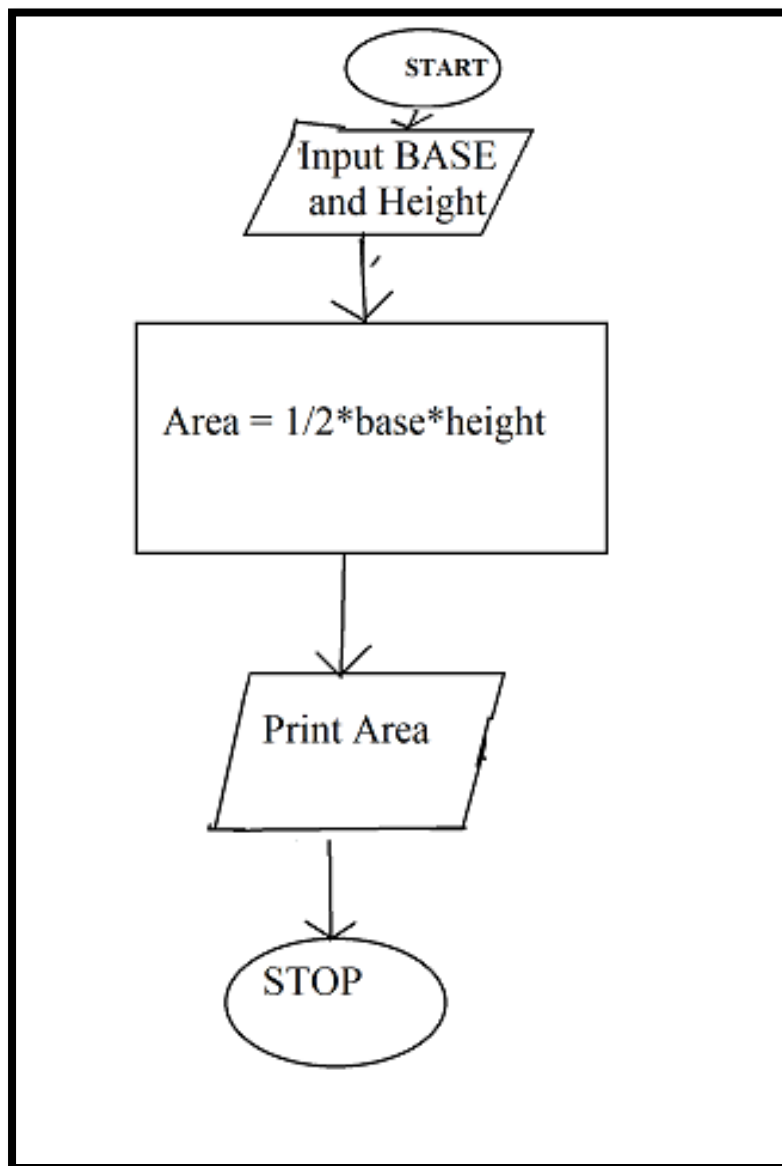 START
Input BASE
and Height
Area = 1/2*base*height
Print Area
STOP